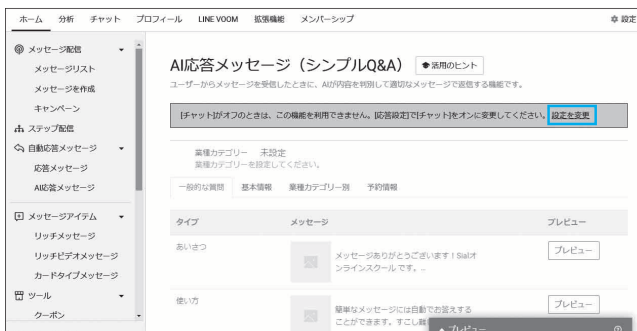 ホーム 分析 チャット プロフィール LINE VOOM 拡張機能 メンバーシップ 設定
メッセージ配信
メッセージリスト
メッセージを作成
キャンペーン
ステップ配信
自動応答メッセージ
応答メッセージ
AI応答メッセージ
メッセージアイテム
リッチメッセージ
リッチビデオメッセージ
カードタイプメッセージ
ツール
クーポン
AI応答メッセージ（シンプルQ&A） 活用のヒント
ユーザーからメッセージを受信したときに、AIが内容を判別して適切なメッセージで返信する機能です。
[チャット]がオフのときは、この機能を利用できません。[応答設定]で[チャット]をオンに変更してください。 設定を変更
業種カテゴリー 未設定
業種カテゴリーを設定してください。
一般的な質問 基本情報 業種カテゴリー別 予約情報
タイプ メッセージ プレビュー
あいさつ メッセージありがとうございます！Sialオ プレビュー
ンラインスクール です。..
使い方 簡単なメッセージには自動でお答えする プレビュー
ことができます。すこし難
プレビュー